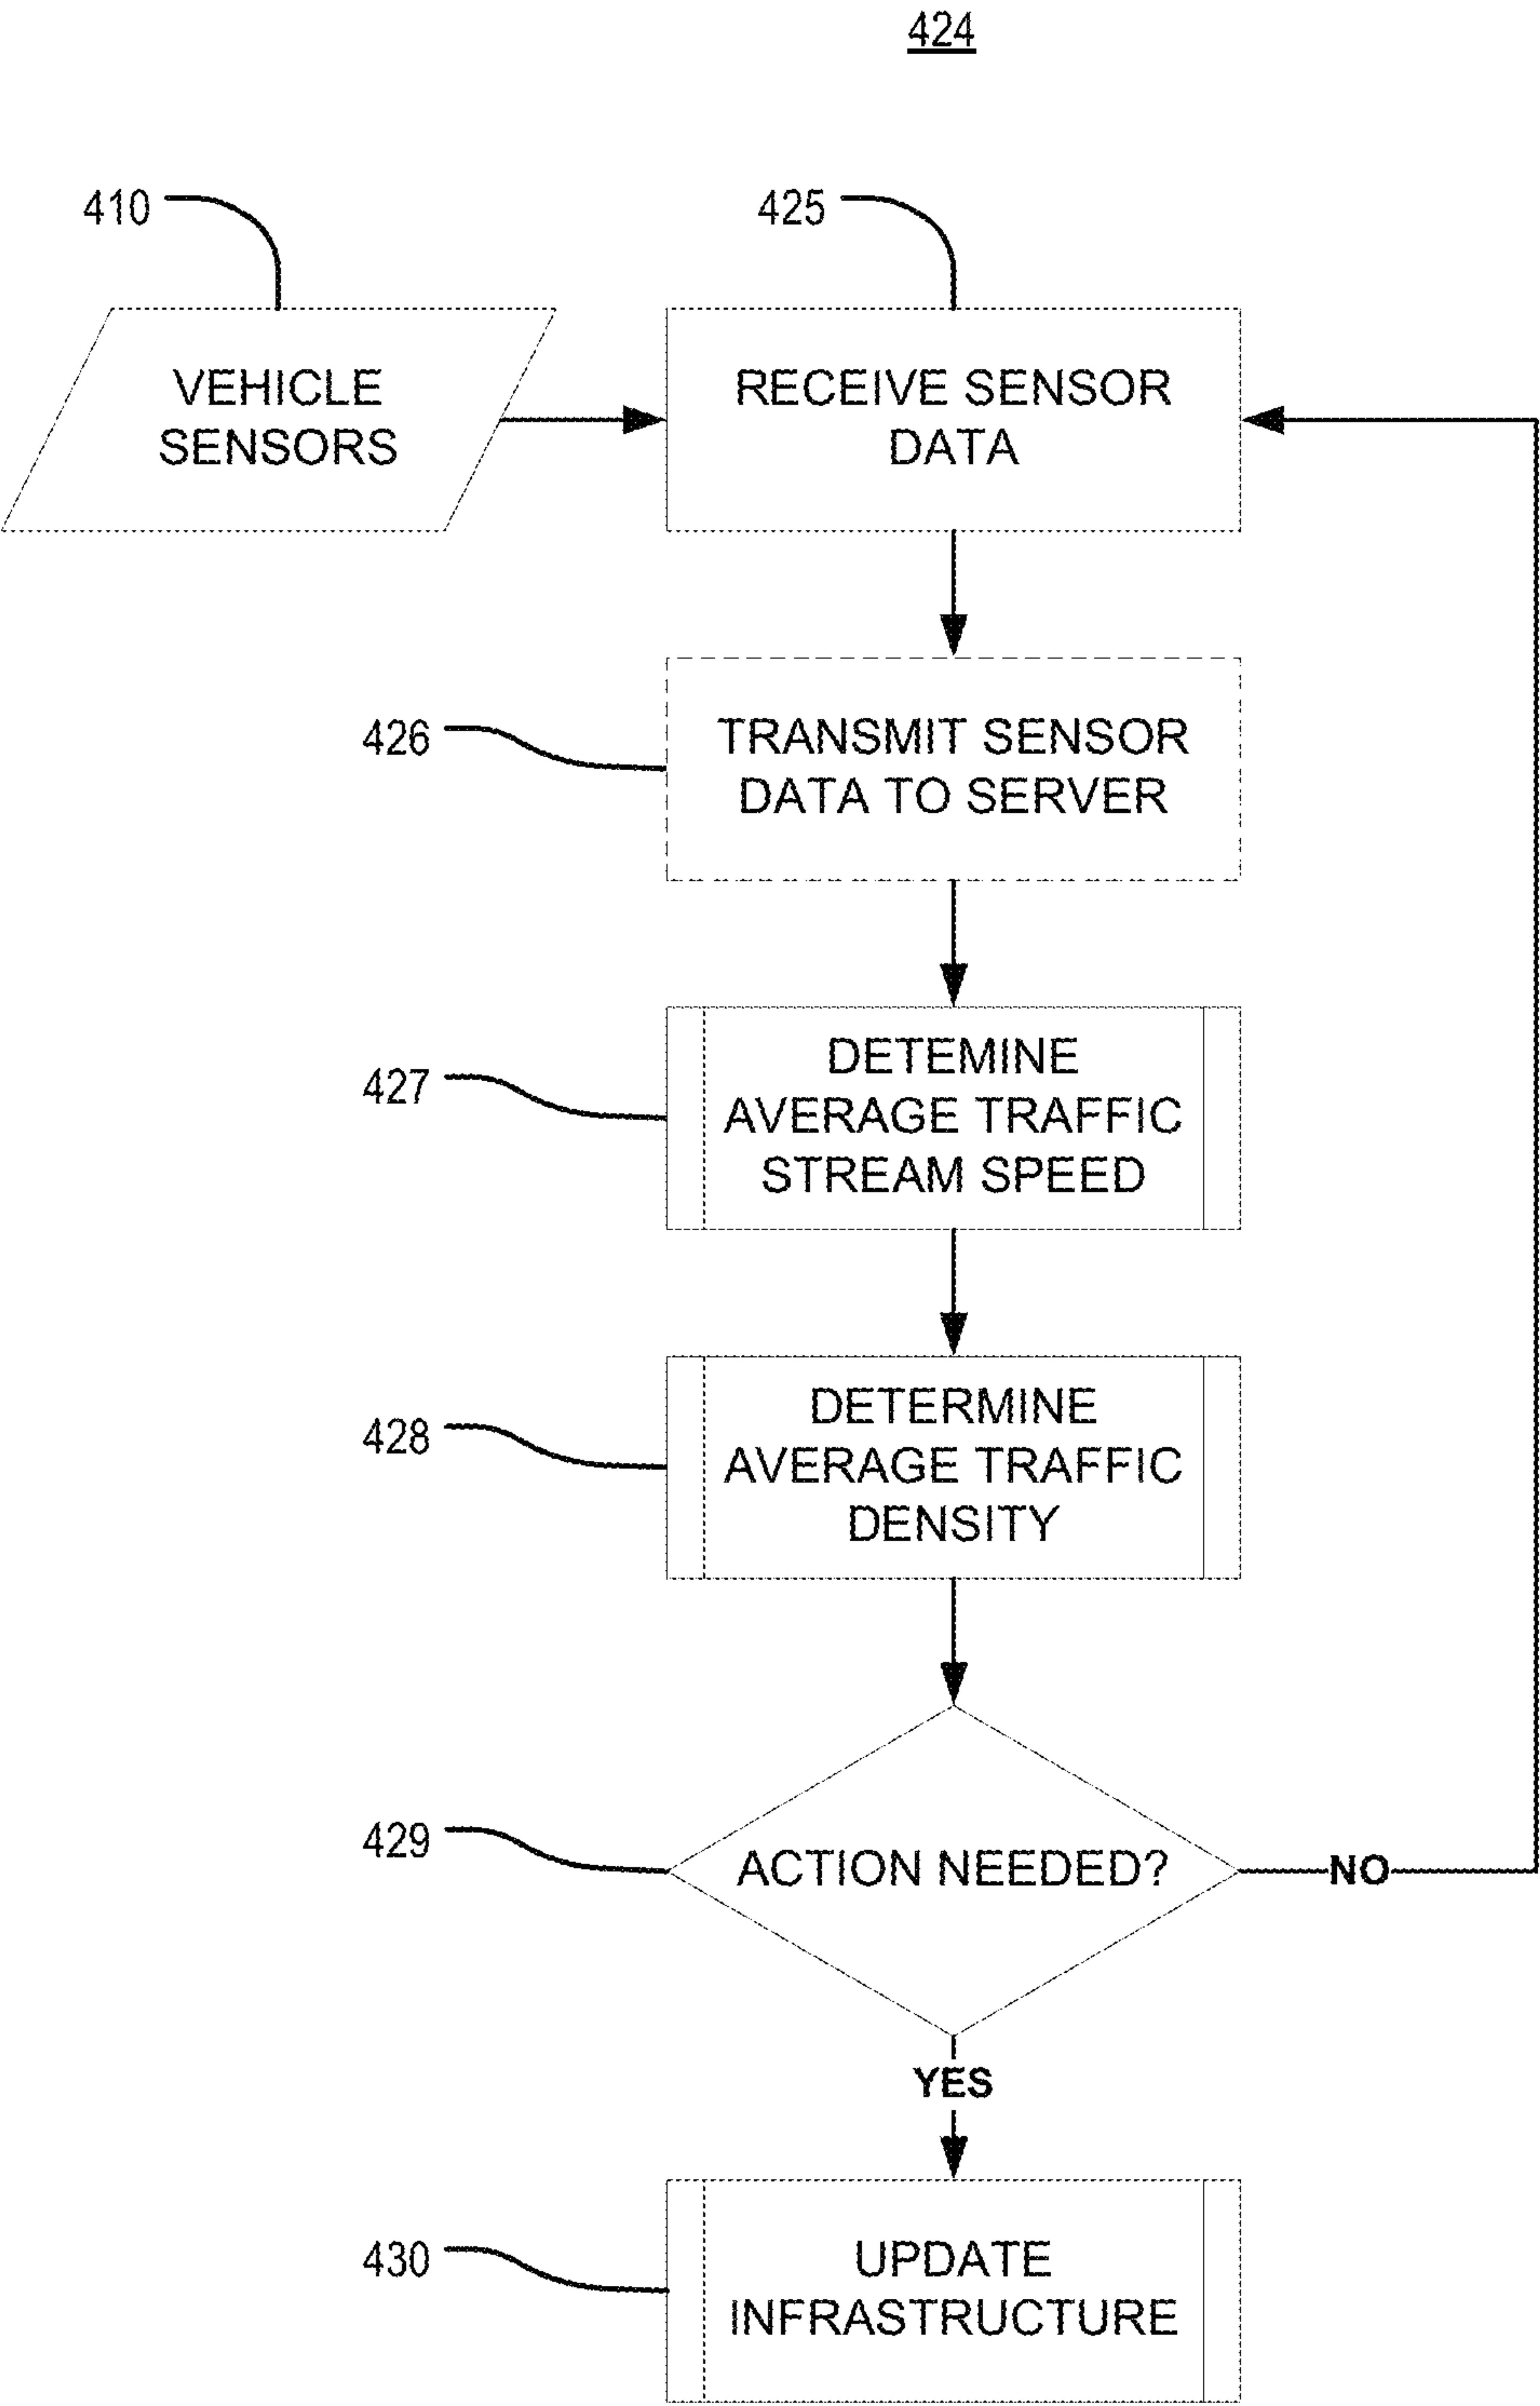 424
410
425
VEHICLE
SENSORS
RECEIVE SENSOR
DATA
426
TRANSMIT SENSOR
DATA TO SERVER
427
DETEMINE
AVERAGE TRAFFIC
STREAM SPEED
428
DETERMINE
AVERAGE TRAFFIC
DENSITY
429
ACTION NEEDED?
NO
YES
430
UPDATE
INFRASTRUCTURE